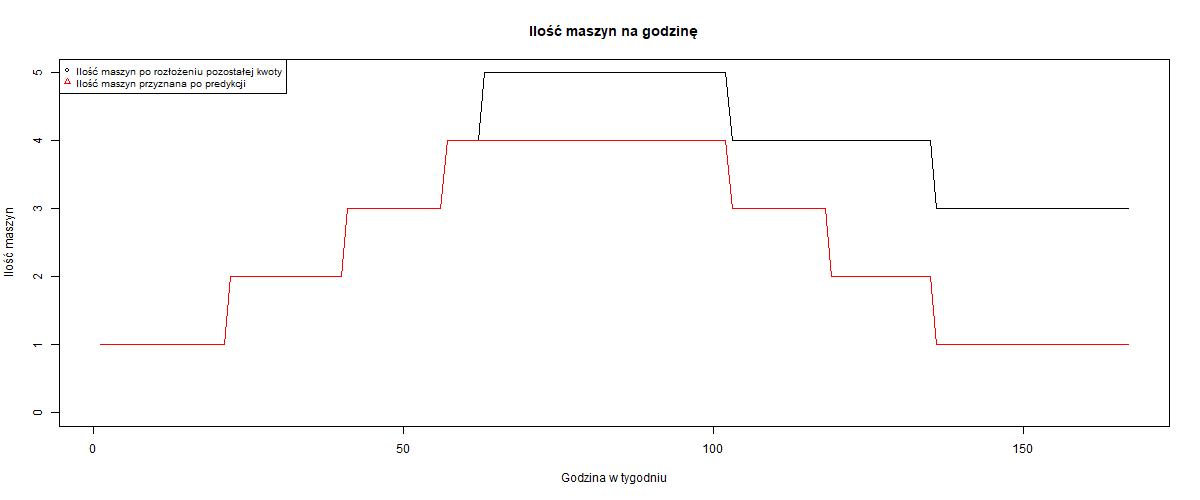 Ilość maszyn na godzinę
Ilość maszyn po rozłożeniu pozostałej kwoty
Ilość maszyn przyznana po predykcji
Ilość maszyn
5
4
3
2
1
0
0 50 100 150
Godzina w tygodniu